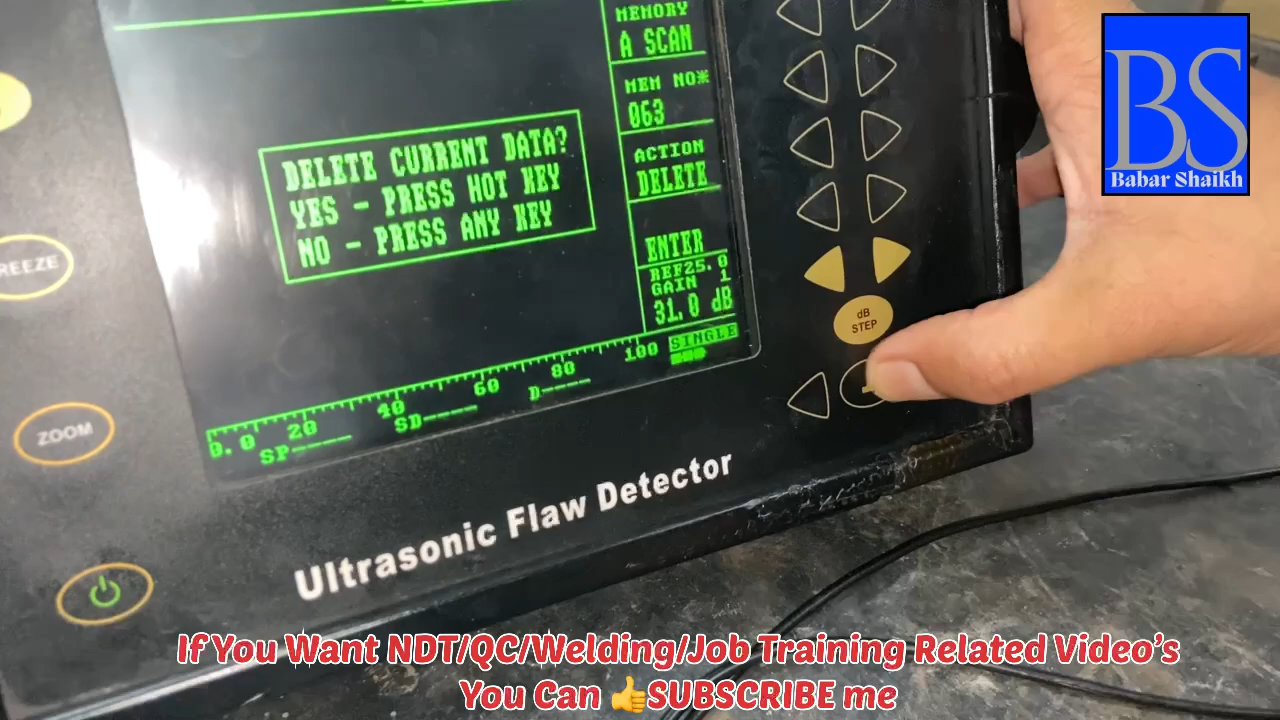 MEMORY
A SCAN
MEM NO*
063
ACTION
DELETE
ENTER
REF25.0
GAIN 1
31.0 dB
SINGLE
DELETE CURRENT DATA?
YES - PRESS HOT KEY
NO - PRESS ANY KEY
0.0 20 40 60 80 100
SP---- SD---- D----
REEZE
ZOOM
dB
STEP
Ultrasonic Flaw Detector
BS
Babar Shaikh
If You Want NDT/QC/Welding/Job Training Related Video's
You Can 👍SUBSCRIBE me